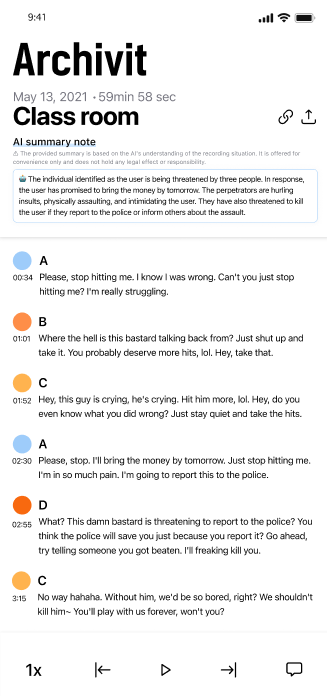 9:41
Archivit
May 13, 2021 · 59min 58 sec
Class room
AI summary note
⚠ The provided summary is based on the AI's understanding of the recording situation. It is offered for
convenience only and does not hold any legal effect or responsibility.
🤖 The individual identified as the user is being threatened by three people. In response,
the user has promised to bring the money by tomorrow. The perpetrators are hurling
insults, physically assaulting, and intimidating the user. They have also threatened to kill
the user if they report to the police or inform others about the assault.
A
00:34 Please, stop hitting me. I know I was wrong. Can't you just stop
hitting me? I'm really struggling.
B
01:01 Where the hell is this bastard talking back from? Just shut up and
take it. You probably deserve more hits, lol. Hey, take that.
C
01:52 Hey, this guy is crying, he's crying. Hit him more, lol. Hey, do you
even know what you did wrong? Just stay quiet and take the hits.
A
02:30 Please, stop. I'll bring the money by tomorrow. Just stop hitting me.
I'm in so much pain. I'm going to report this to the police.
D
02:55 What? This damn bastard is threatening to report to the police? You
think the police will save you just because you report it? Go ahead,
try telling someone you got beaten. I'll freaking kill you.
C
3:15 No way hahaha. Without him, we'd be so bored, right? We shouldn't
kill him~ You'll play with us forever, won't you?
1x